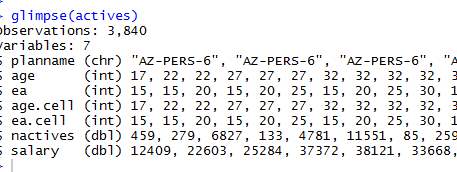 > glimpse(actives)
Observations: 3,840
Variables: 7
$ planname (chr) "AZ-PERS-6", "AZ-PERS-6", "AZ-PERS-6", "A
$ age (int) 17, 22, 22, 27, 27, 27, 32, 32, 32, 32, 3
$ ea (int) 15, 15, 20, 15, 20, 25, 15, 20, 25, 30, 1
$ age.cell (int) 17, 22, 22, 27, 27, 27, 32, 32, 32, 32, 3
$ ea.cell (int) 15, 15, 20, 15, 20, 25, 15, 20, 25, 30, 1
$ nactives (dbl) 459, 279, 6827, 133, 4781, 11551, 85, 259
$ salary (dbl) 12409, 22603, 25284, 37372, 38121, 33668,
>